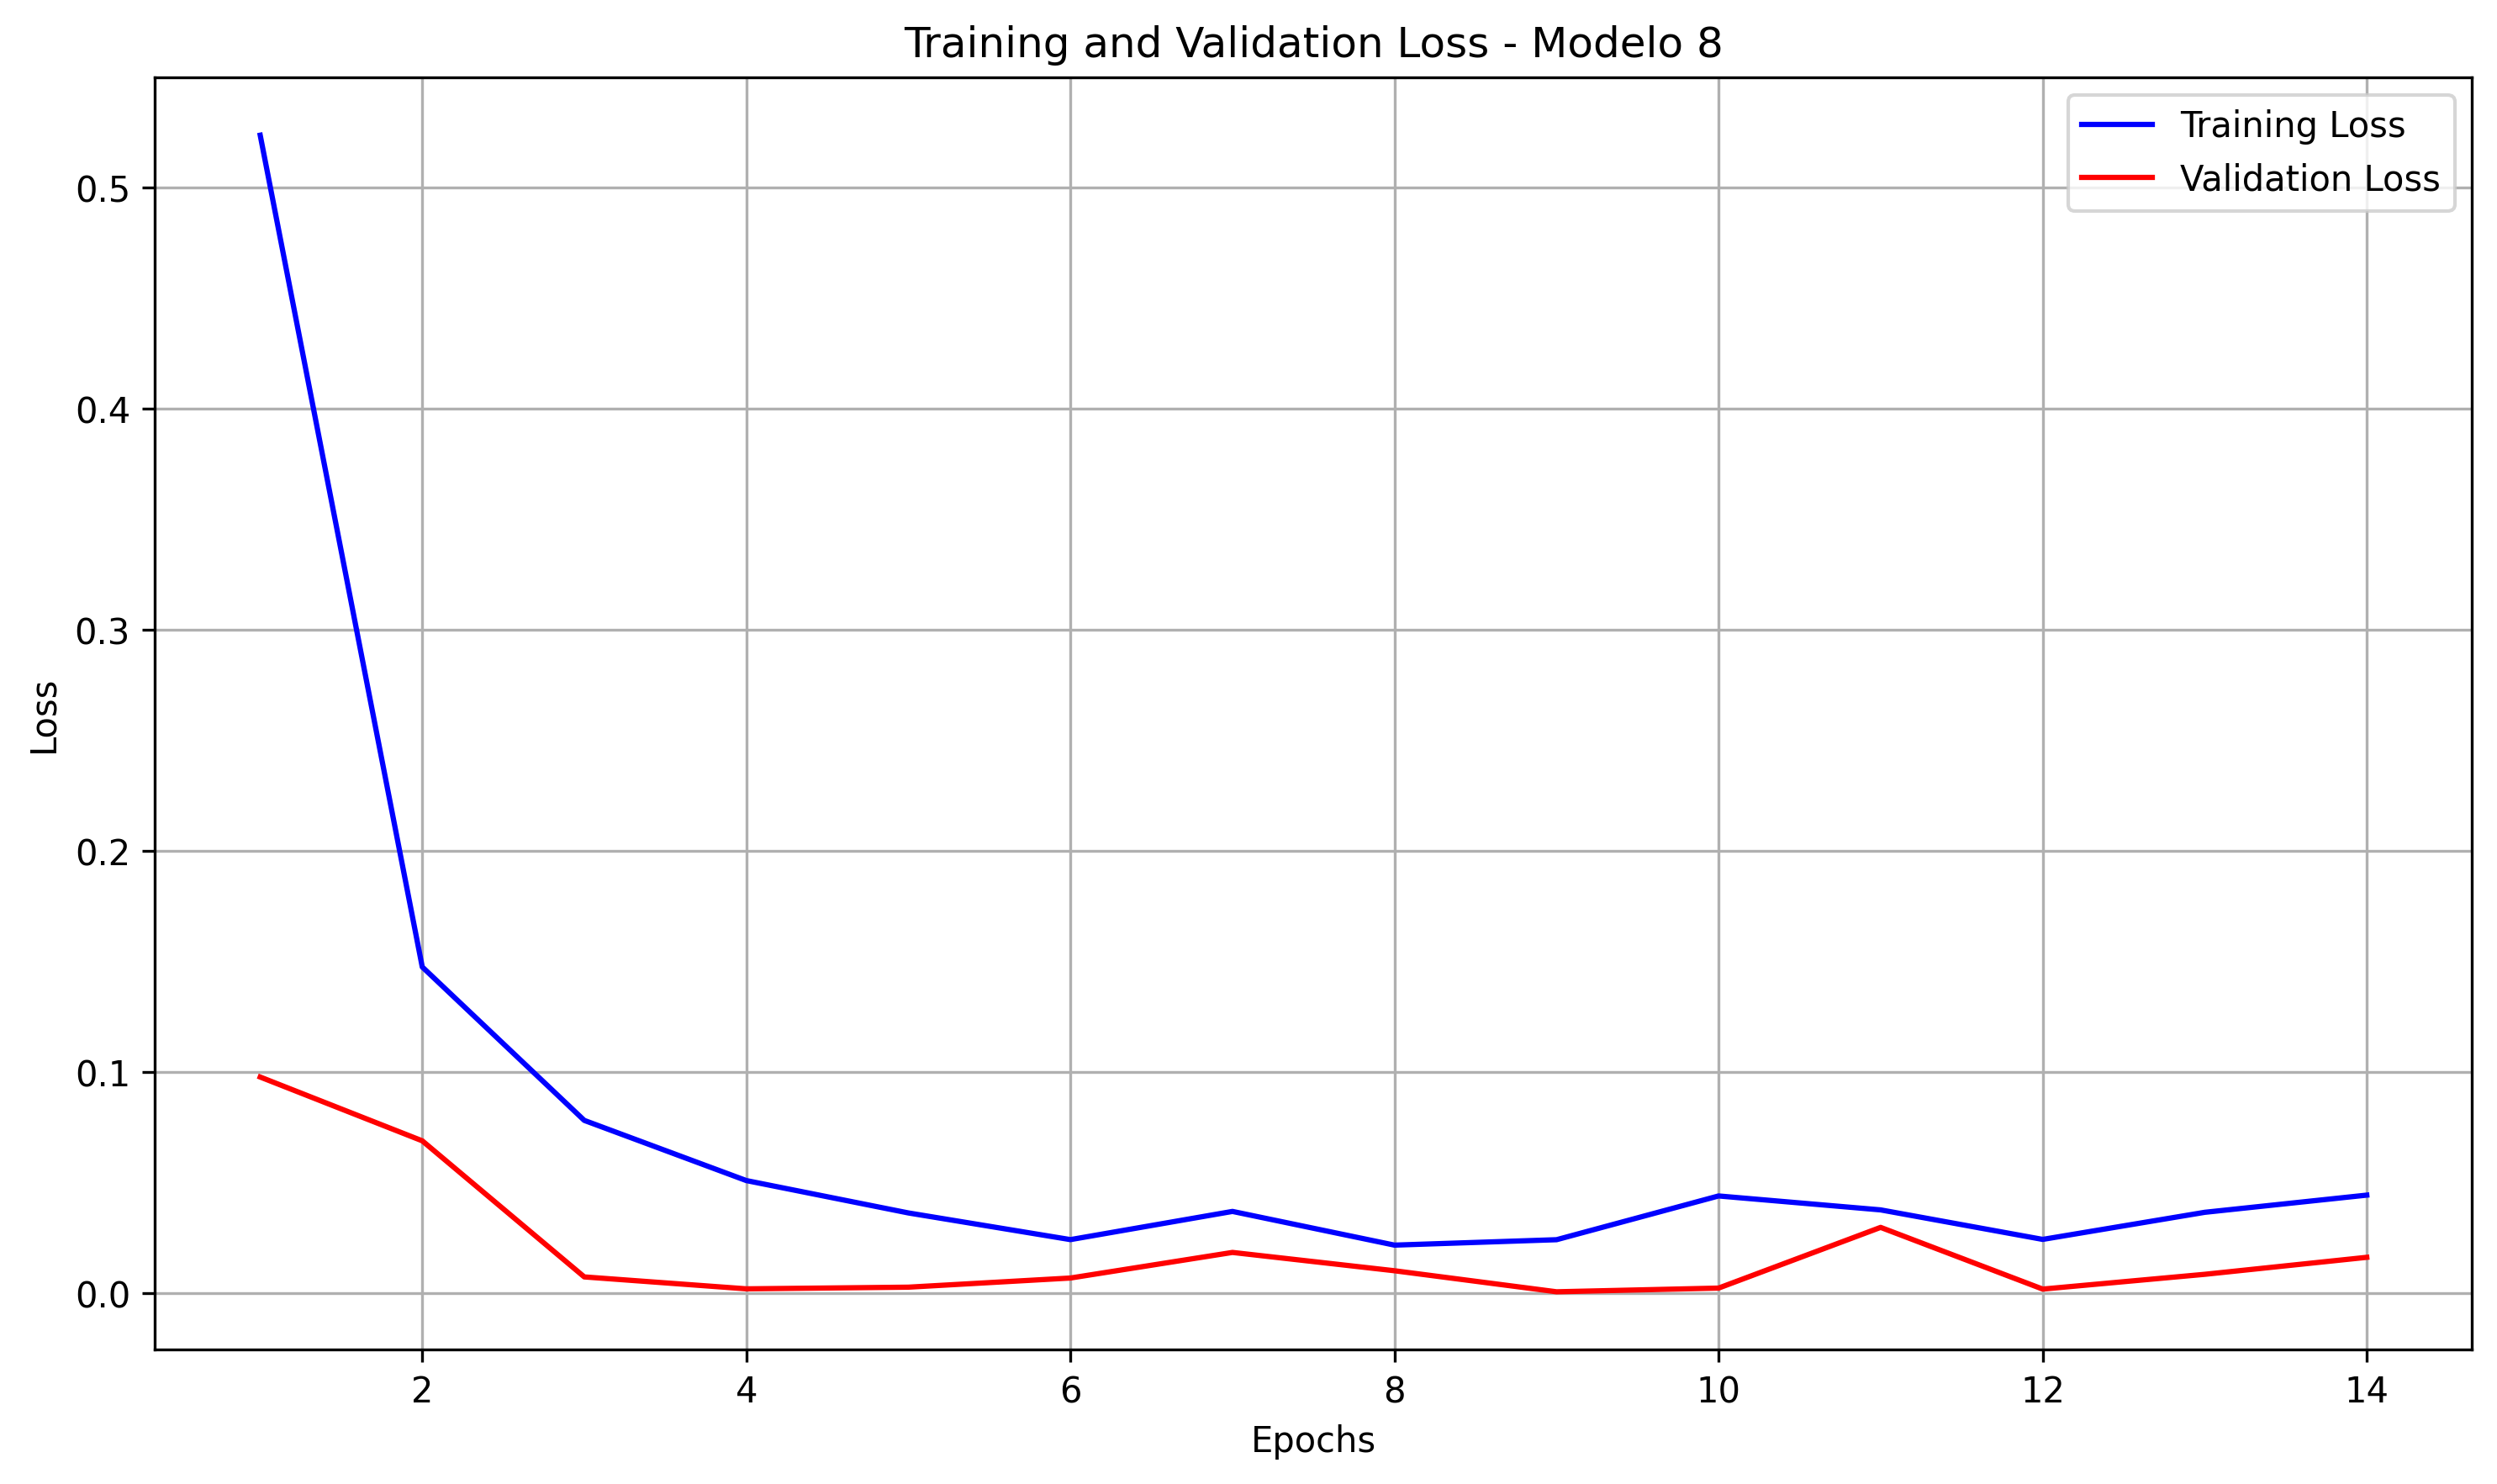 Training and Validation Loss - Modelo 8
Training Loss
Validation Loss
0.5
0.4
0.3
0.2
0.1
0.0
Loss
2 4 6 8 10 12 14
Epochs